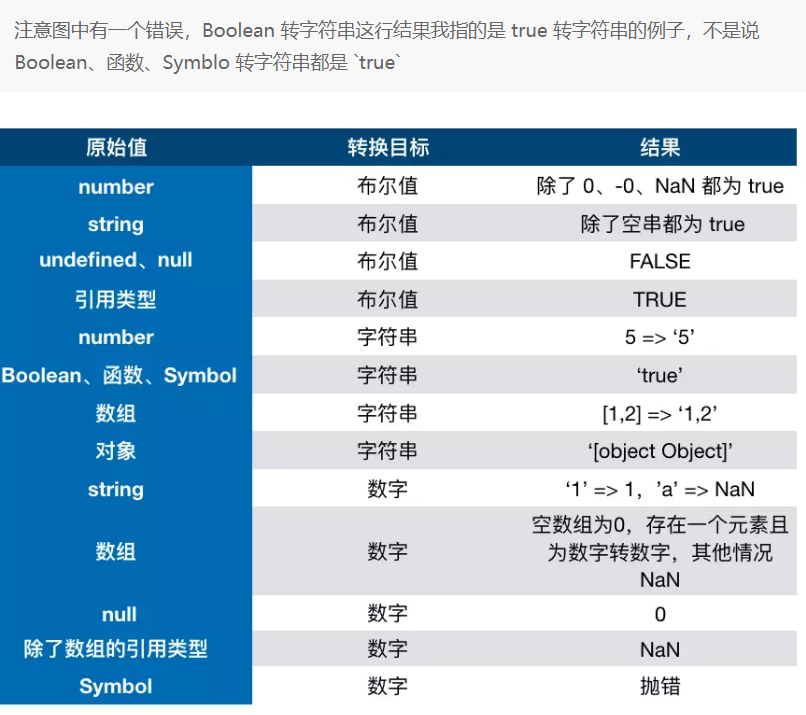 注意图中有一个错误，Boolean 转字符串这行结果我指的是 true 转字符串的例子，不是说
Boolean、函数、Symblo 转字符串都是 `true`
原始值 转换目标 结果
number 布尔值 除了 0、-0、NaN 都为 true
string 布尔值 除了空串都为 true
undefined、null 布尔值 FALSE
引用类型 布尔值 TRUE
number 字符串 5 => ‘5’
Boolean、函数、Symbol 字符串 ‘true’
数组 字符串 [1,2] => ‘1,2’
对象 字符串 ‘[object Object]’
string 数字 ‘1’ => 1，’a’ => NaN
数组 数字 空数组为0，存在一个元素且
为数字转数字，其他情况
NaN
null 数字 0
除了数组的引用类型 数字 NaN
Symbol 数字 抛错